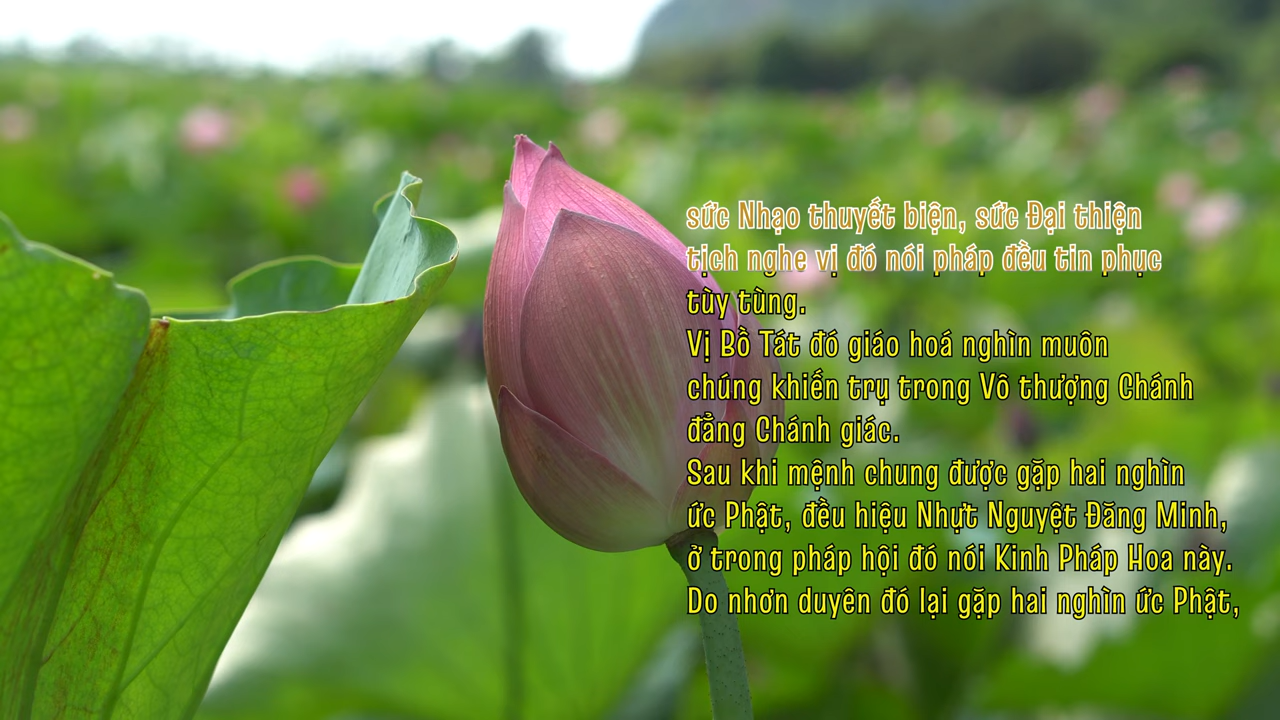 sức Nhạo thuyết biện, sức Đại thiện
tịch nghe vị đó nói pháp đều tin phục
tùy tùng.
Vị Bồ Tát đó giáo hoá nghìn muôn
chúng khiến trụ trong Vô thượng Chánh
đẳng Chánh giác.
Sau khi mệnh chung được gặp hai nghìn
ức Phật, đều hiệu Nhựt Nguyệt Đăng Minh,
ở trong pháp hội đó nói Kinh Pháp Hoa này.
Do nhơn duyên đó lại gặp hai nghìn ức Phật,